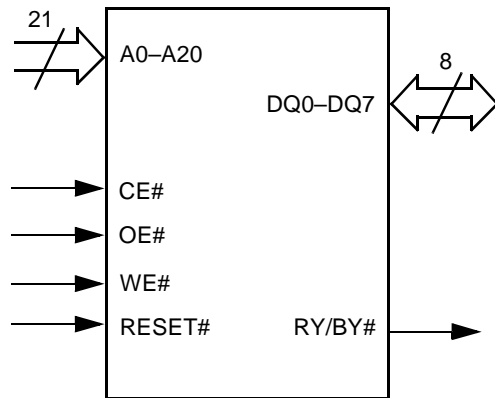 21
A0–A20
8
DQ0–DQ7
CE#
OE#
WE#
RESET#
RY/BY#